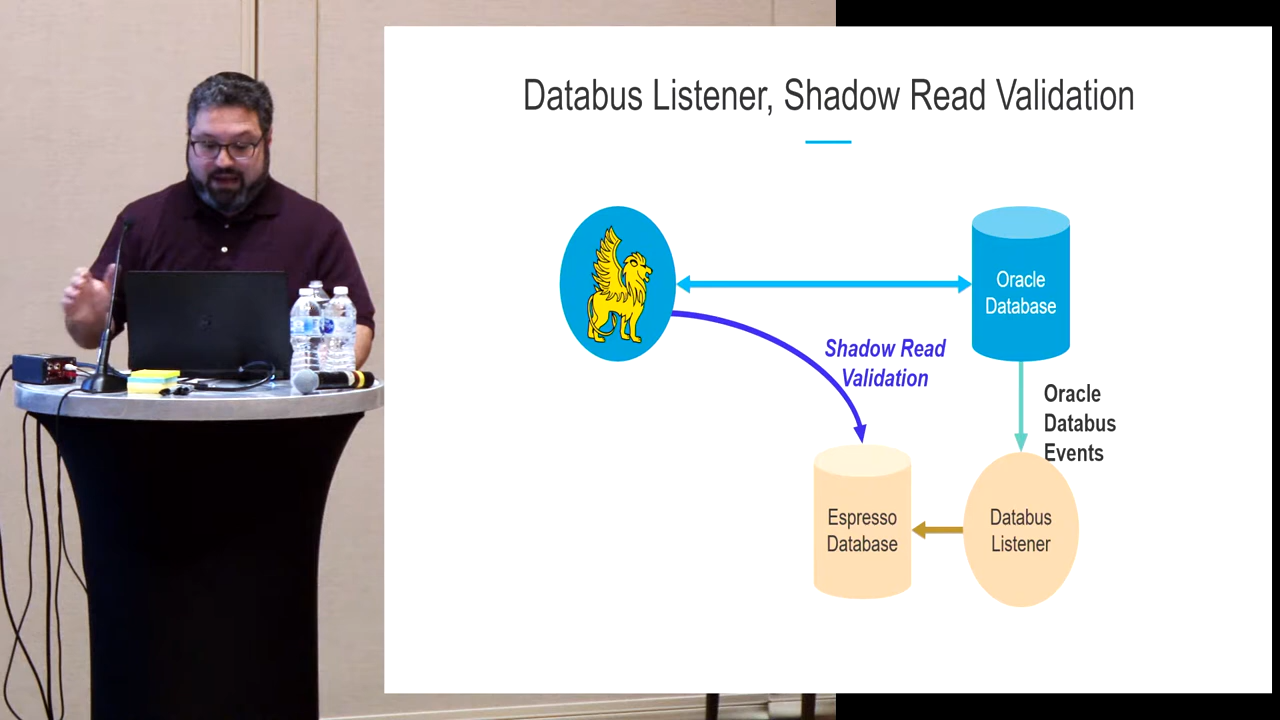 Databus Listener, Shadow Read Validation
Oracle
Database
Shadow Read
Validation
Oracle
Databus
Events
Espresso
Database
Databus
Listener